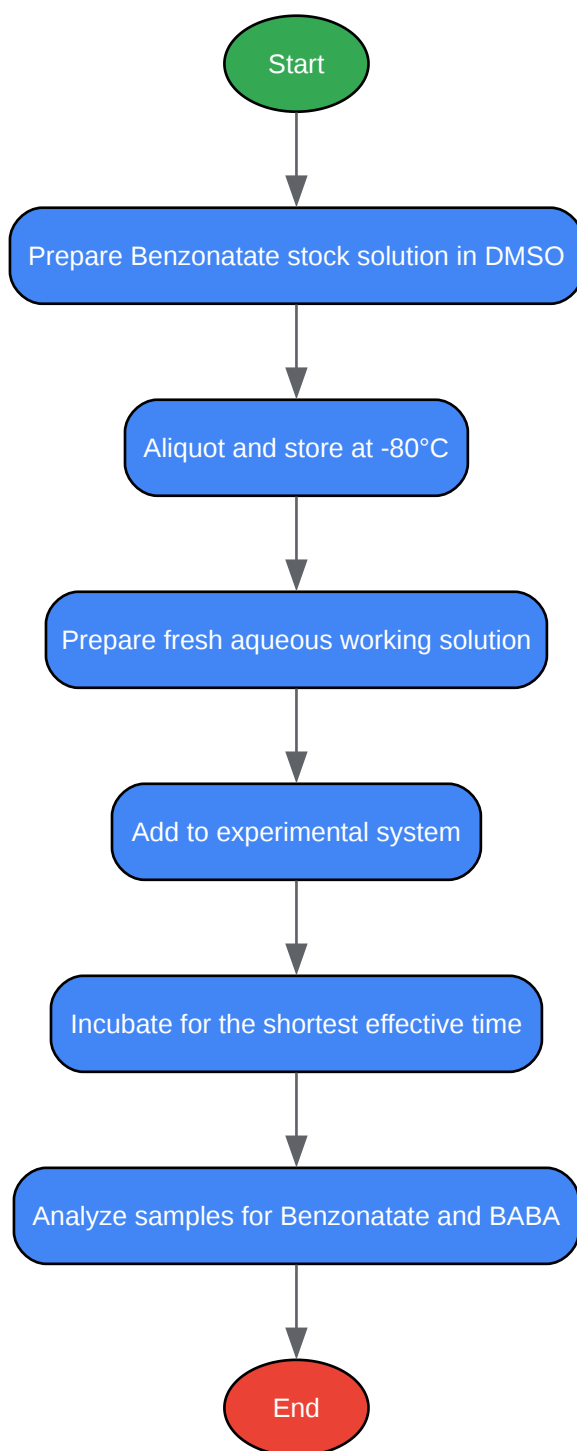 Start
Prepare Benzonatate stock solution in DMSO
Aliquot and store at -80°C
Prepare fresh aqueous working solution
Add to experimental system
Incubate for the shortest effective time
Analyze samples for Benzonatate and BABA
End